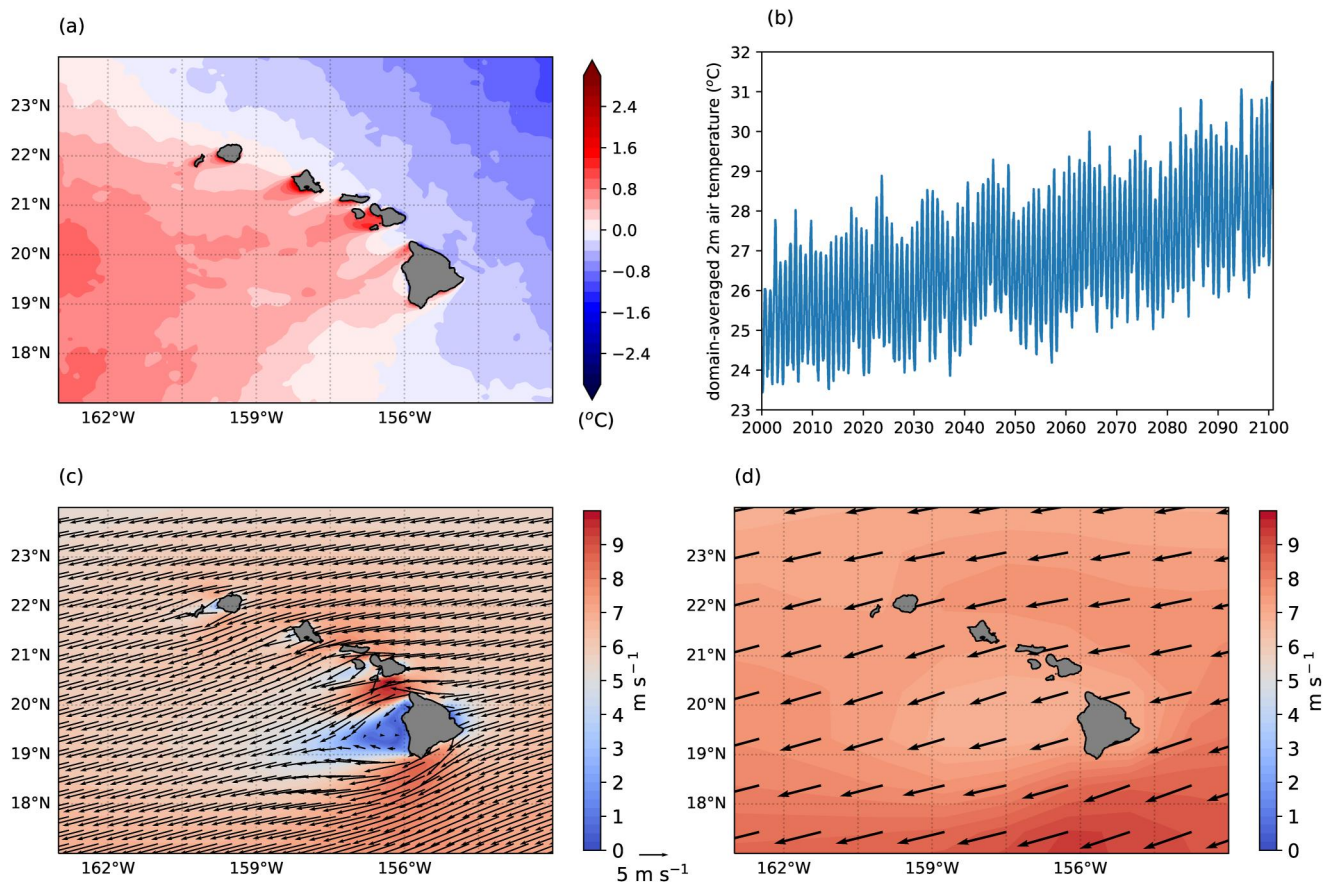 (a)
23°N
22°N
21°N
20°N
19°N
18°N
162°W
159°W
156°W
2.4
1.6
0.8
0.0
−0.8
−1.6
−2.4
(°C)
(b)
domain-averaged 2m air temperature (°C)
32
31
30
29
28
27
26
25
24
23
2000
2010
2020
2030
2040
2050
2060
2070
2080
2090
2100
(c)
23°N
22°N
21°N
20°N
19°N
18°N
162°W
159°W
156°W
9
8
7
6
5
4
3
2
1
0
m s⁻¹
5 m s⁻¹
(d)
23°N
22°N
21°N
20°N
19°N
18°N
162°W
159°W
156°W
9
8
7
6
5
4
3
2
1
0
m s⁻¹